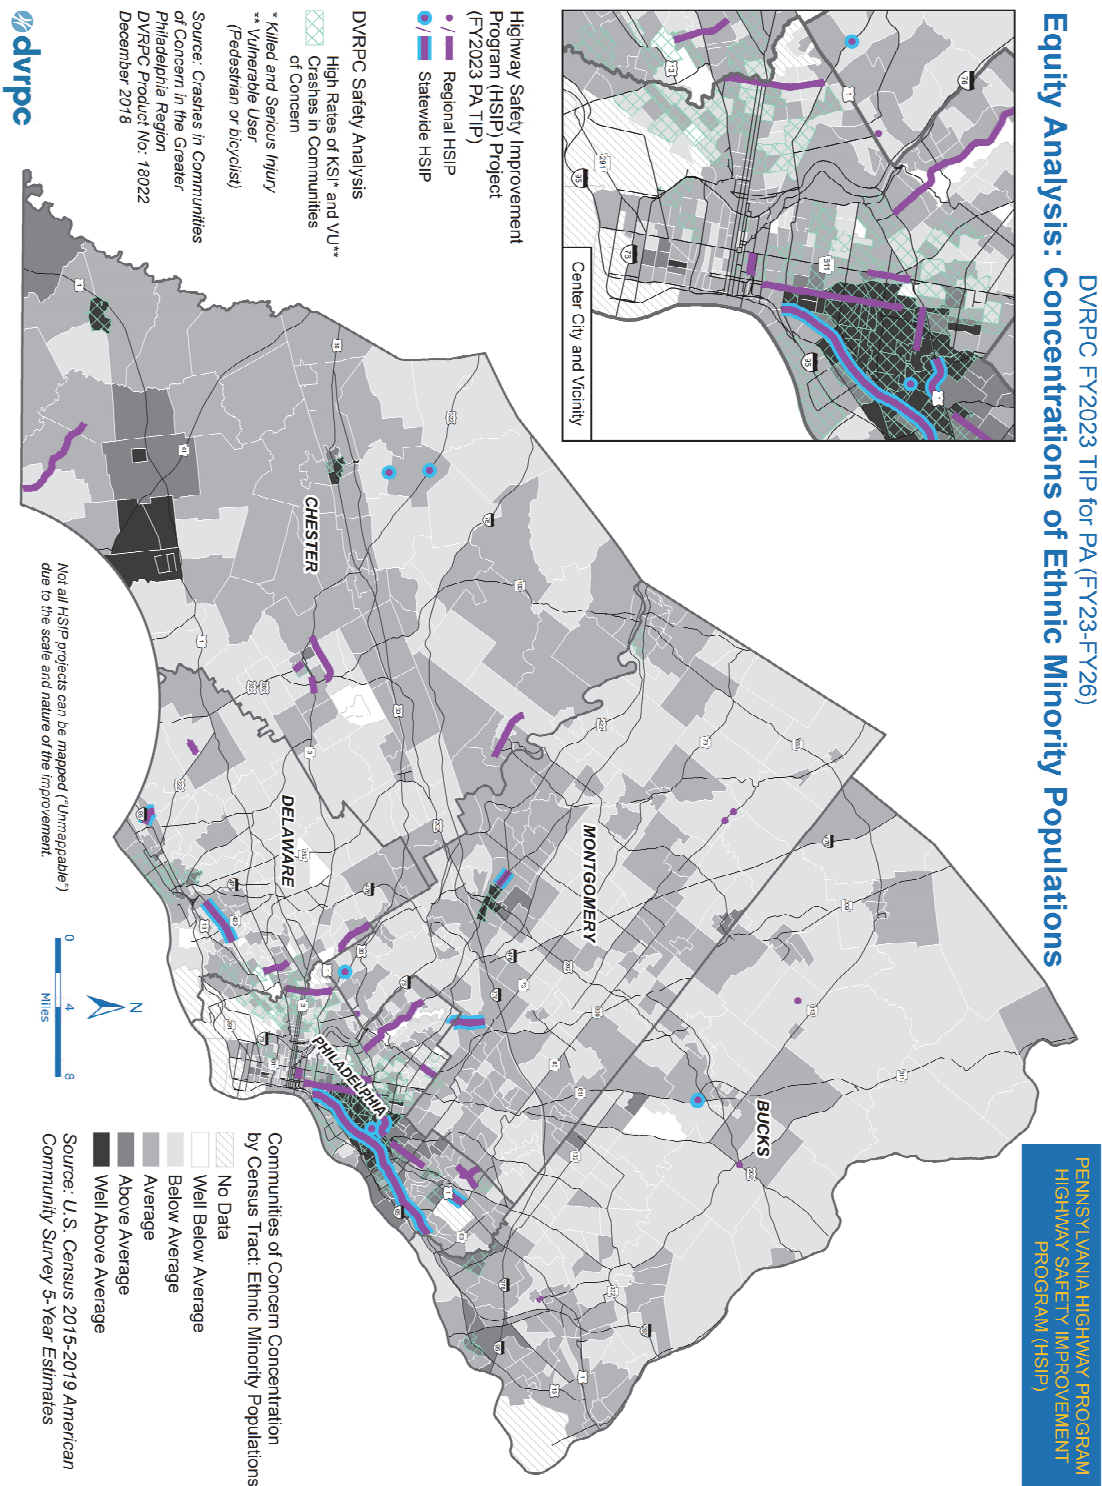 DVRPC FY2023 TIP for PA (FY23-FY26)
Equity Analysis: Concentrations of Ethnic Minority Populations
PENNSYLVANIA HIGHWAY PROGRAM
HIGHWAY SAFETY IMPROVEMENT
PROGRAM (HSIP)
Center City and Vicinity
Highway Safety Improvement
Program (HSIP) Project
(FY2023 PA TIP)
Regional HSIP
Statewide HSIP
DVRPC Safety Analysis
High Rates of KSI* and VU**
Crashes in Communities
of Concern
* Killed and Serious Injury
** Vulnerable User
(Pedestrian or bicyclist)
Source: Crashes in Communities
of Concern in the Greater
Philadelphia Region
DVRPC Product No: 18022
December 2018
dvrpc
CHESTER
DELAWARE
MONTGOMERY
PHILADELPHIA
BUCKS
Not all HSIP projects can be mapped ("Unmappable")
due to the scale and nature of the improvement.
N
0 4 8
Miles
Communities of Concern Concentration
by Census Tract: Ethnic Minority Populations
No Data
Well Below Average
Below Average
Average
Above Average
Well Above Average
Source: U.S. Census 2015-2019 American
Community Survey 5-Year Estimates